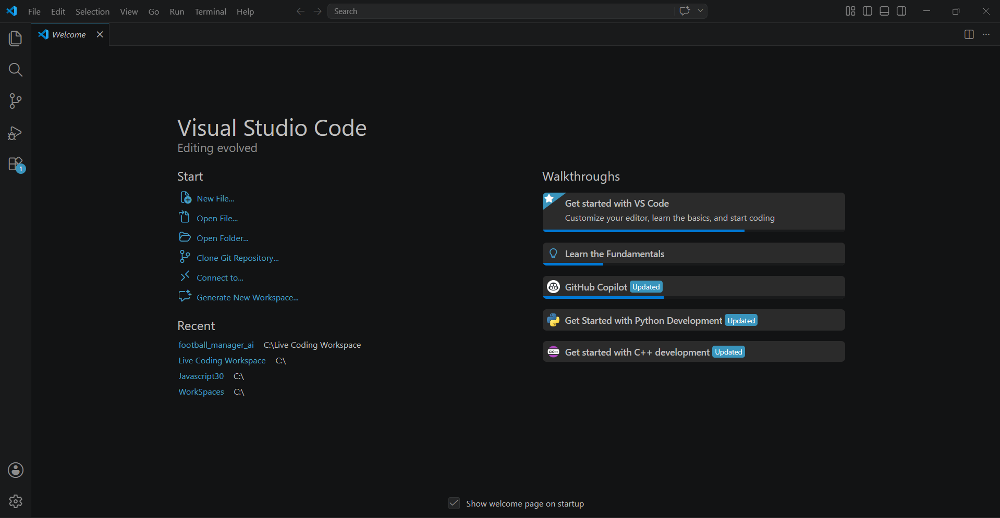 File Edit Selection View Go Run Terminal Help
Search
Welcome
1
Visual Studio Code
Editing evolved
Start
New File...
Open File...
Open Folder...
Clone Git Repository...
Connect to...
Generate New Workspace...
Recent
football_manager_ai C:\Live Coding Workspace
Live Coding Workspace C:\
Javascript30 C:\
WorkSpaces C:\
Walkthroughs
Get started with VS Code
Customize your editor, learn the basics, and start coding
Learn the Fundamentals
GitHub Copilot Updated
Get Started with Python Development Updated
C/C++ Get started with C++ development Updated
Show welcome page on startup